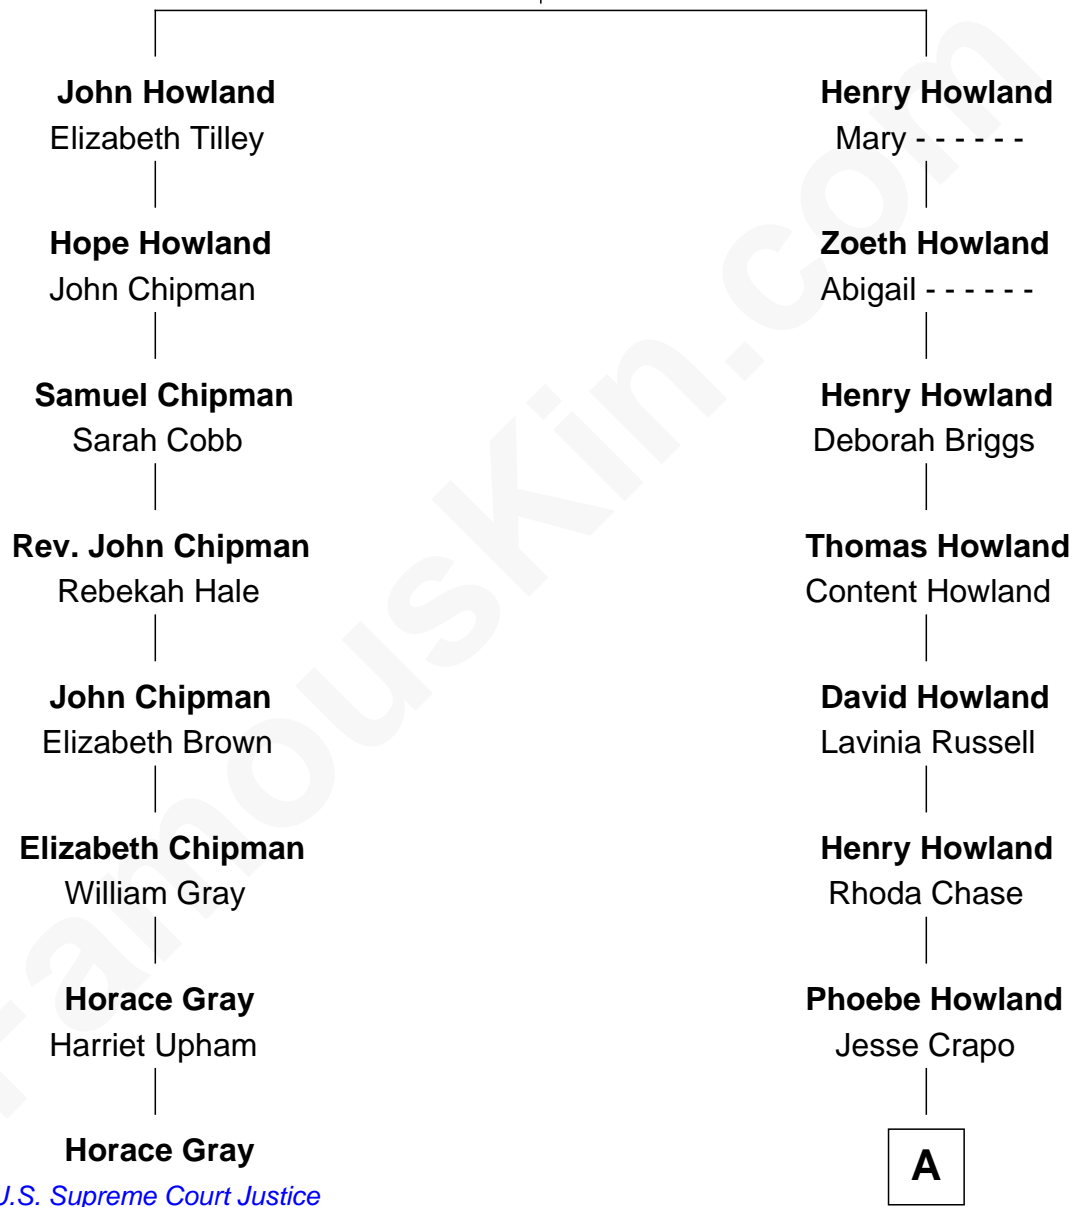 John Howland
Elizabeth Tilley
Hope Howland
John Chipman
Samuel Chipman
Sarah Cobb
Rev. John Chipman
Rebekah Hale
John Chipman
Elizabeth Brown
Elizabeth Chipman
William Gray
Horace Gray
Harriet Upham
Horace Gray
U.S. Supreme Court Justice
Henry Howland
Mary - - - - - -
Zoeth Howland
Abigail - - - - - -
Henry Howland
Deborah Briggs
Thomas Howland
Content Howland
David Howland
Lavinia Russell
Henry Howland
Rhoda Chase
Phoebe Howland
Jesse Crapo
A
FamousKin.com